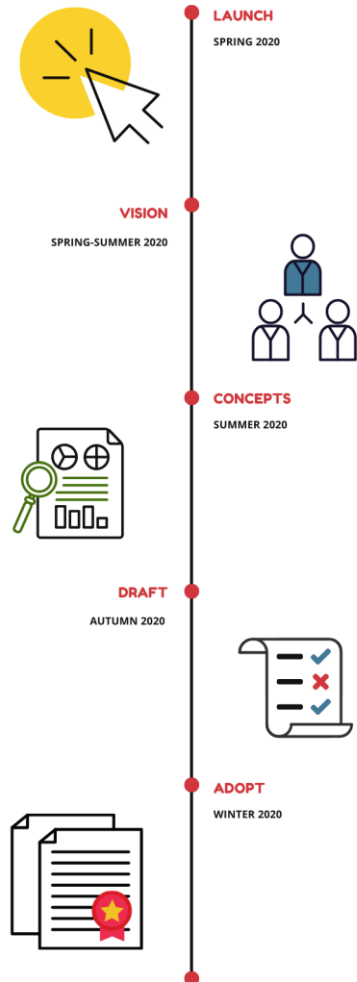 LAUNCH
SPRING 2020
VISION
SPRING-SUMMER 2020
CONCEPTS
SUMMER 2020
DRAFT
AUTUMN 2020
ADOPT
WINTER 2020